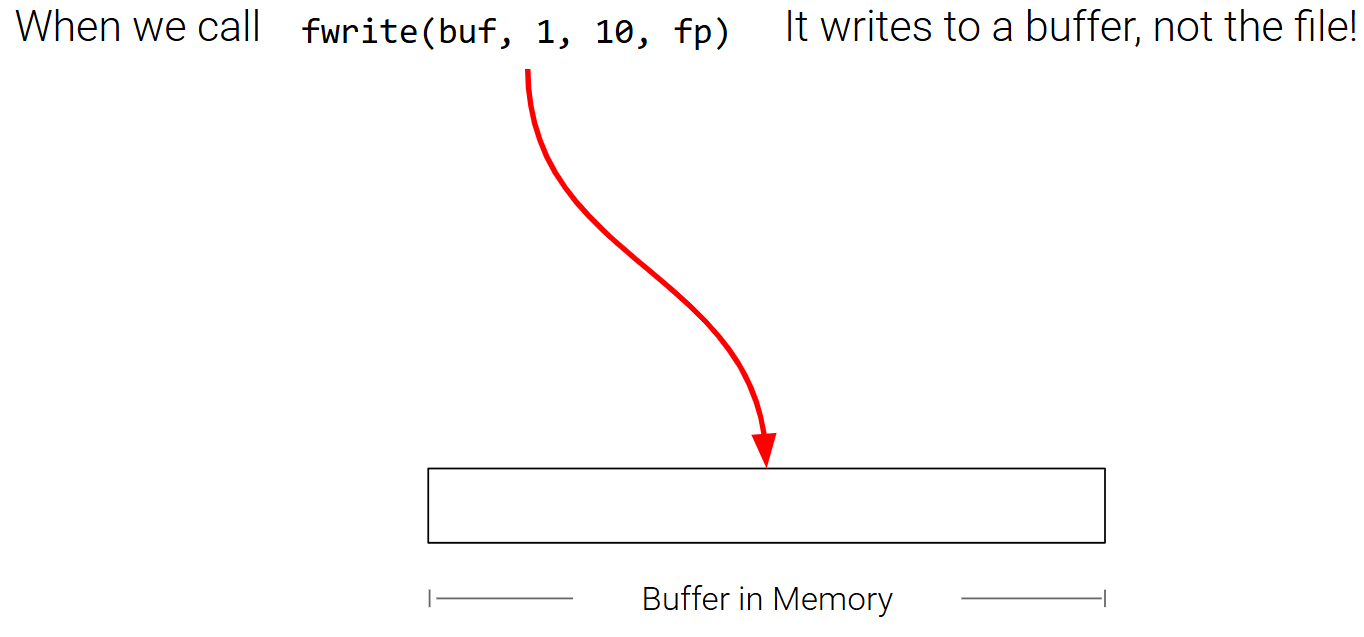 When we call fwrite(buf, 1, 10, fp) It writes to a buffer, not the file!
Buffer in Memory